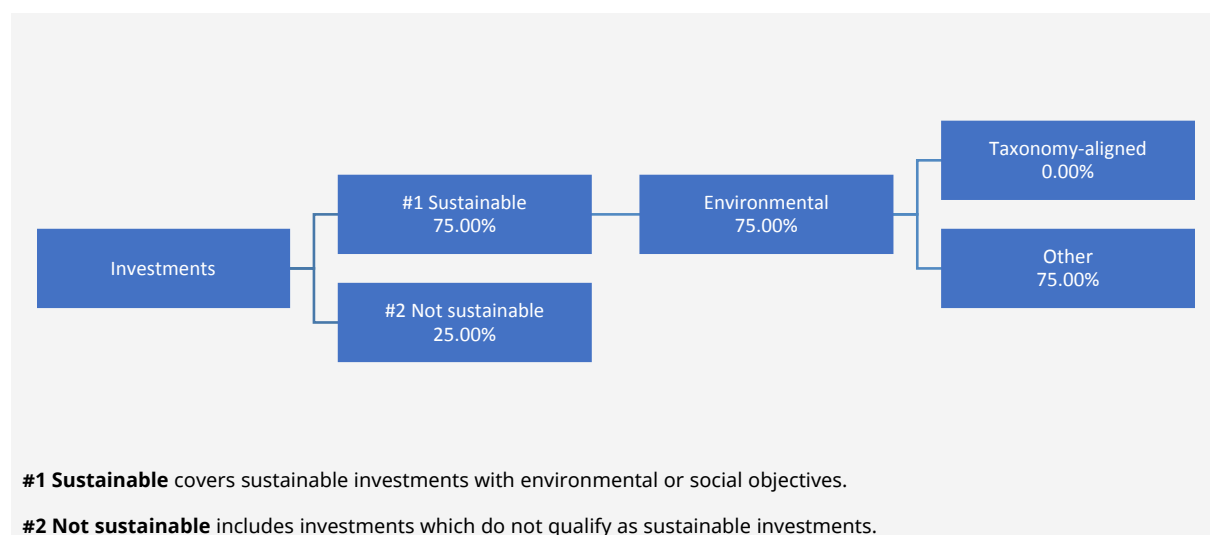 Investments
#1 Sustainable
75.00%
#2 Not sustainable
25.00%
Environmental
75.00%
Taxonomy-aligned
0.00%
Other
75.00%
#1 Sustainable covers sustainable investments with environmental or social objectives.
#2 Not sustainable includes investments which do not qualify as sustainable investments.